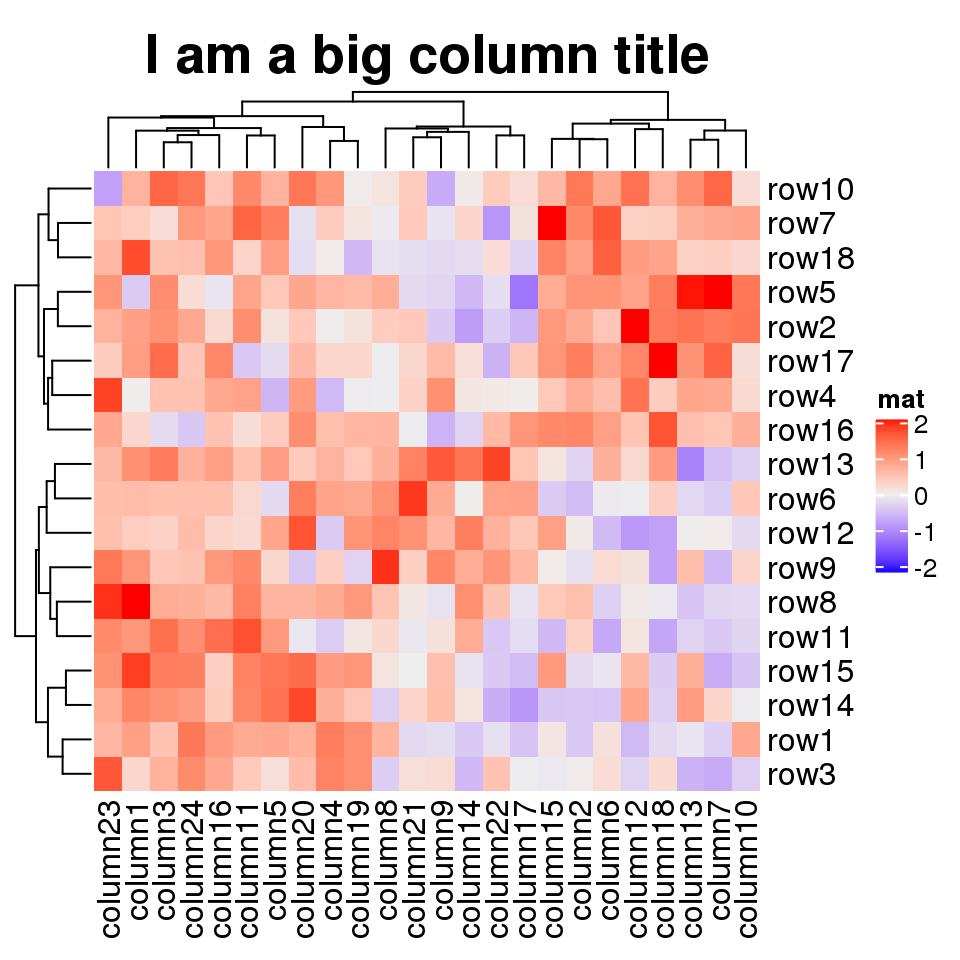 I am a big column title
row10
row7
row18
row5
row2
row17
row4
row16
row13
row6
row12
row9
row8
row11
row15
row14
row1
row3
mat
2
1
0
-1
-2
column23
column1
column3
column24
column16
column11
column5
column20
column4
column19
column8
column21
column9
column14
column22
column17
column15
column2
column6
column12
column18
column13
column7
column10